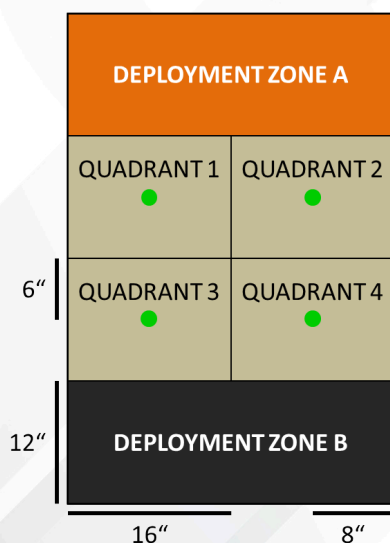 DEPLOYMENT ZONE A
QUADRANT 1 QUADRANT 2
6“ QUADRANT 3 QUADRANT 4
12“ DEPLOYMENT ZONE B
16“ 8“